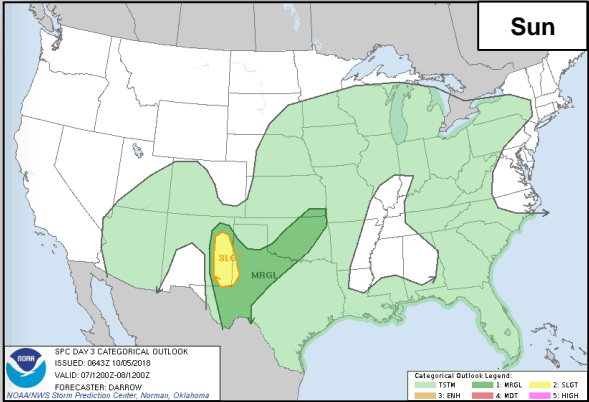 Sun
SLGT
MRGL
NOAA
SPC DAY 3 CATEGORICAL OUTLOOK
ISSUED: 0643Z 10/05/2018
VALID: 07/1200Z-08/1200Z
FORECASTER: DARROW
NOAA/NWS Storm Prediction Center, Norman, Oklahoma
Categorical Outlook Legend:
TSTM 1: MRGL 2: SLGT
3: ENH 4: MDT 5: HIGH